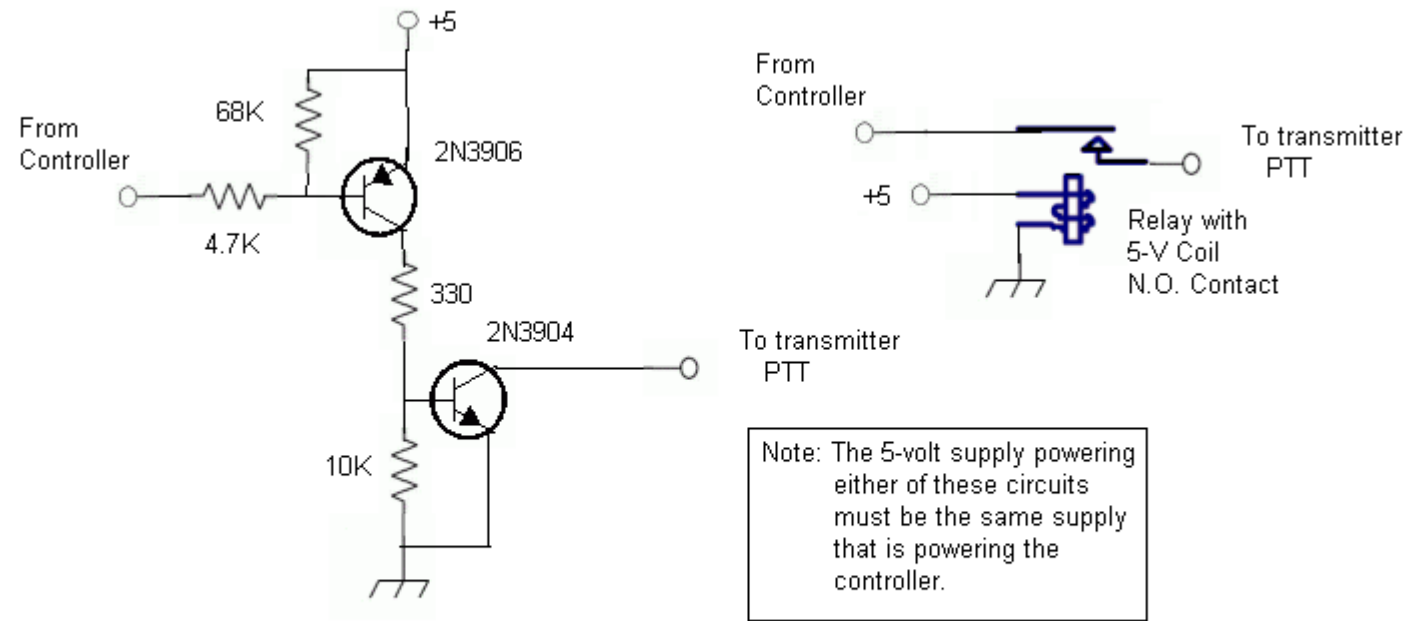 +5
68K
From
Controller
2N3906
4.7K
330
2N3904
To transmitter
PTT
10K
From
Controller
To transmitter
PTT
+5
Relay with
5-V Coil
N.O. Contact
Note: The 5-volt supply powering
either of these circuits
must be the same supply
that is powering the
controller.